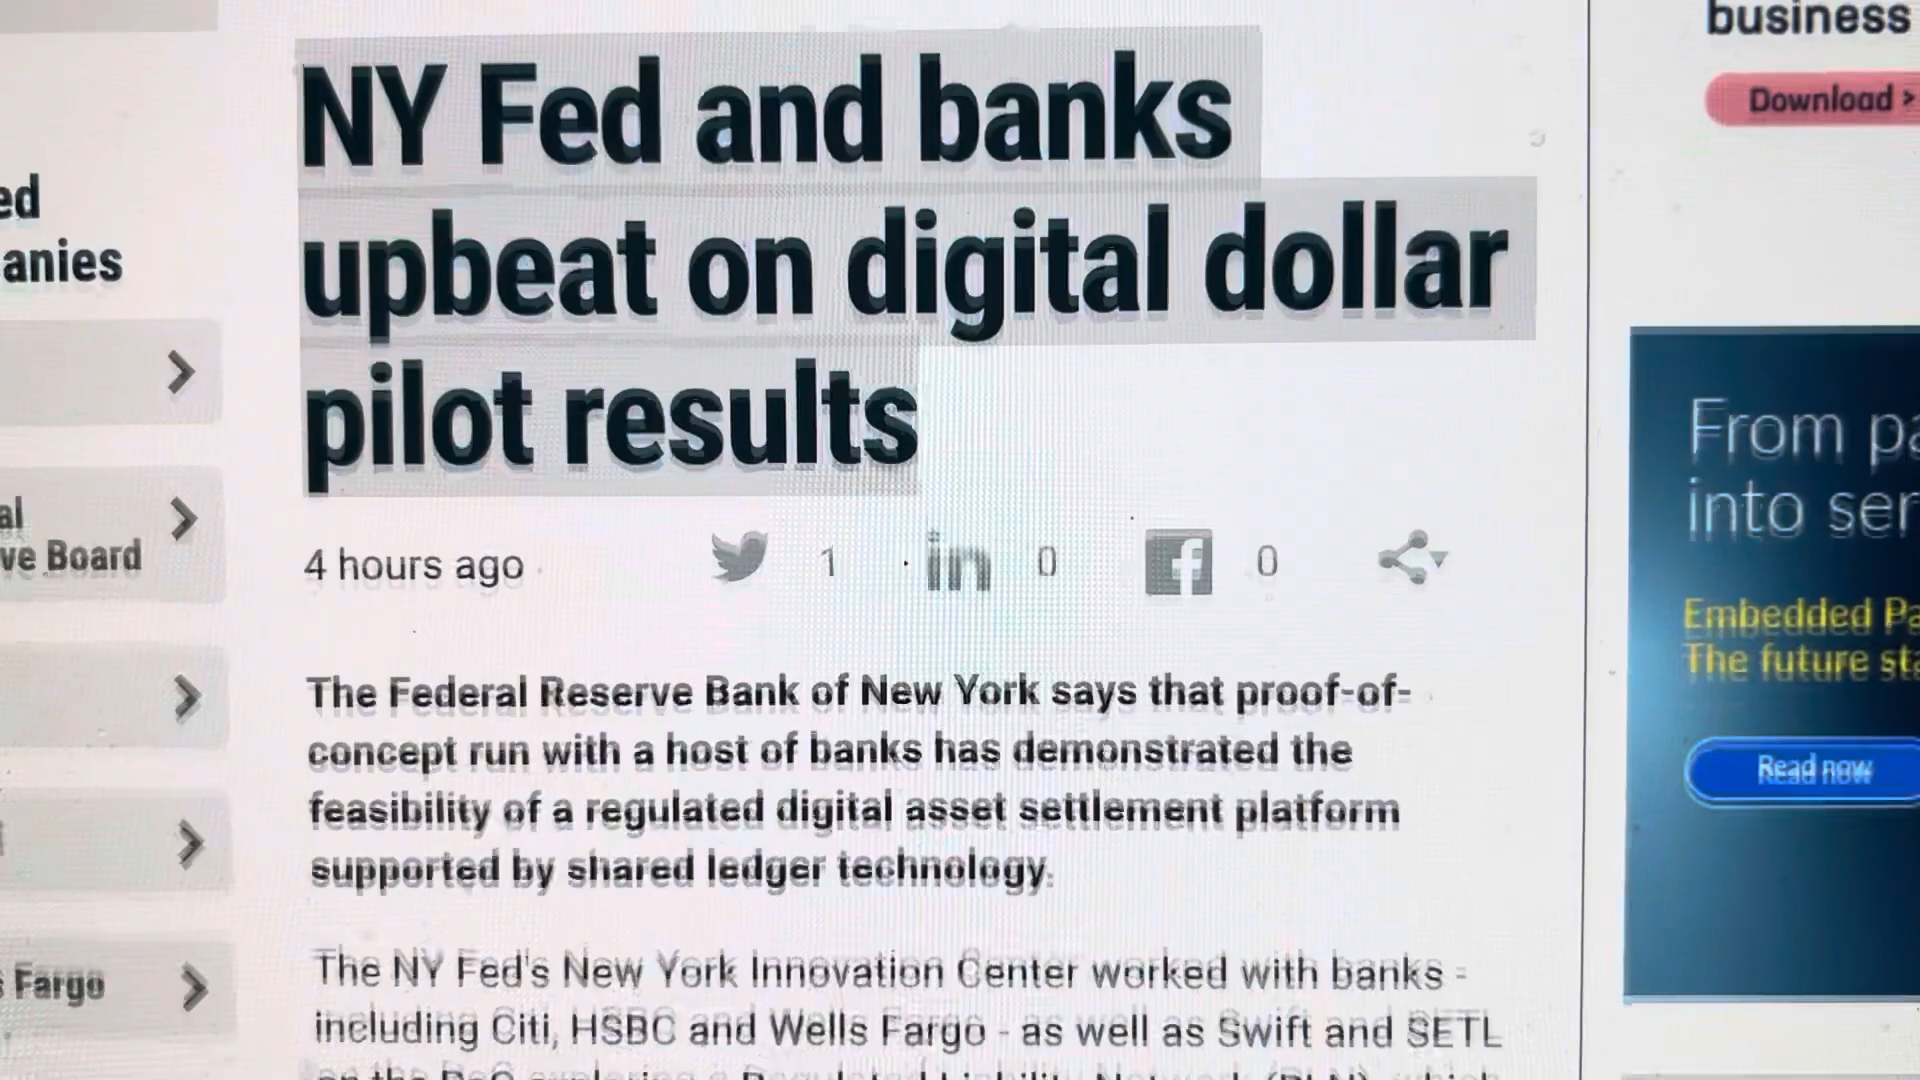 NY Fed and banks
upbeat on digital dollar
pilot results
4 hours ago
1
in
0
f
0
The Federal Reserve Bank of New York says that proof-of-
concept run with a host of banks has demonstrated the
feasibility of a regulated digital asset settlement platform
supported by shared ledger technology.
The NY Fed's New York Innovation Center worked with banks -
including Citi, HSBC and Wells Fargo - as well as Swift and SETL
ed
anies
al
ve Board
Fargo
business
Download >
From pa
into ser
Embedded Pa
The future sta
Read now